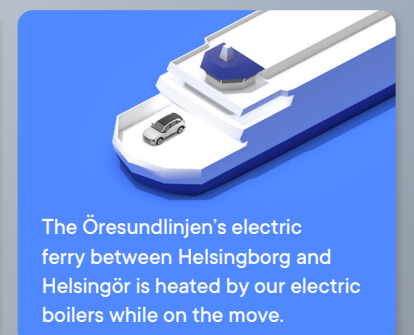 The Öresundlinjen's electric
ferry between Helsingborg and
Helsingör is heated by our electric
boilers while on the move.